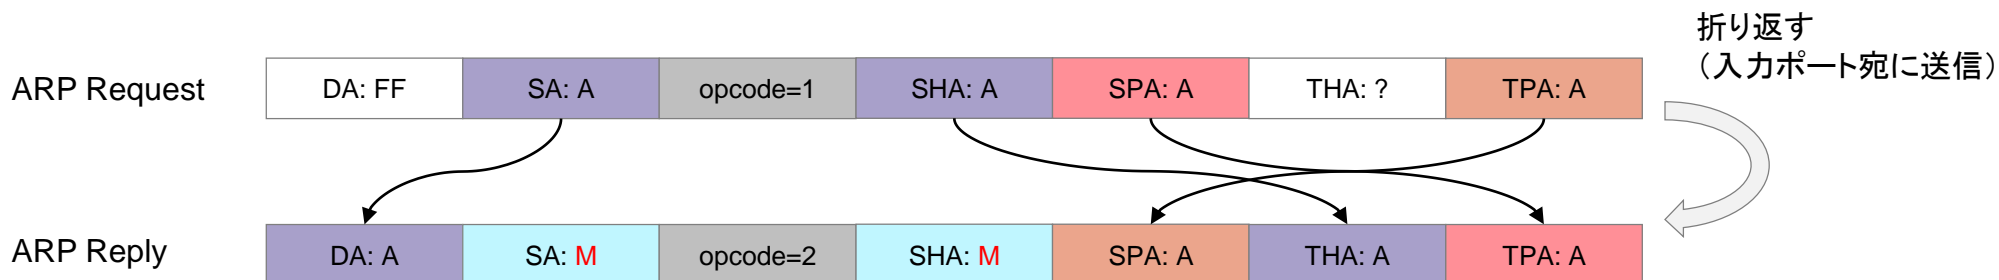 折り返す
（入力ポート宛に送信）
ARP Request DA: FF SA: A opcode=1 SHA: A SPA: A THA: ? TPA: A
ARP Reply DA: A SA: M opcode=2 SHA: M SPA: A THA: A TPA: A